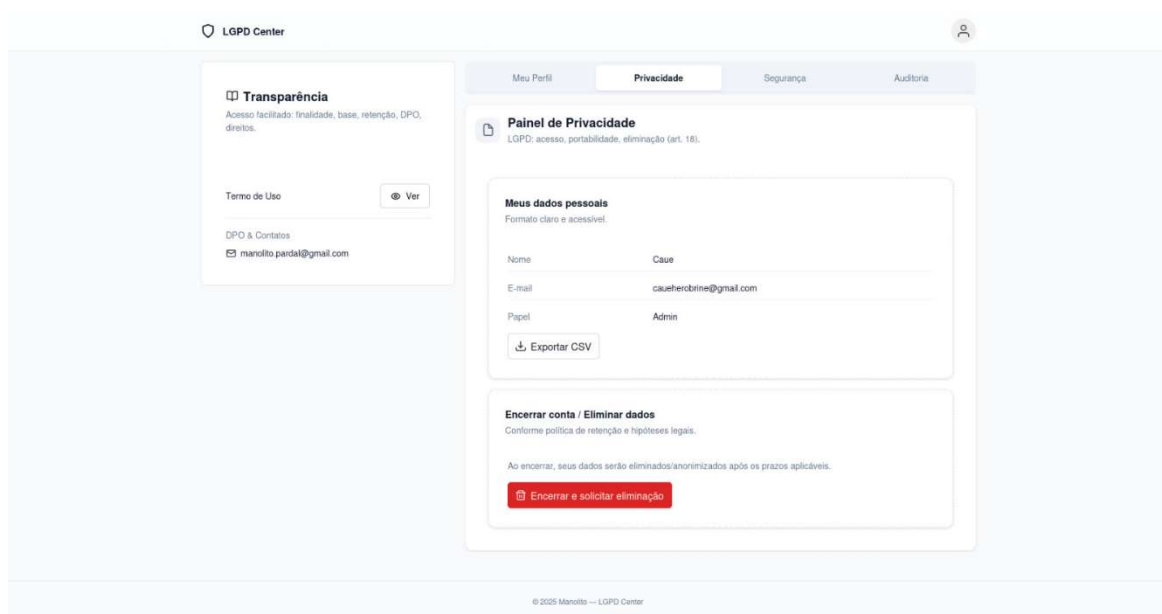 LGPD Center
Transparência
Acesso facilitado: finalidade, base, retenção, DPO,
direitos.
Termo de Uso
Ver
DPO & Contatos
manolito.pardal@gmail.com
Meu Perfil
Privacidade
Segurança
Auditoria
Painel de Privacidade
LGPD: acesso, portabilidade, eliminação (art. 18).
Meus dados pessoais
Formato claro e acessível.
Nome
Caue
E-mail
caueherobrine@gmail.com
Papel
Admin
Exportar CSV
Encerrar conta / Eliminar dados
Conforme política de retenção e hipóteses legais.
Ao encerrar, seus dados serão eliminados/anonimizados após os prazos aplicáveis.
Encerrar e solicitar eliminação
© 2025 Manolito — LGPD Center